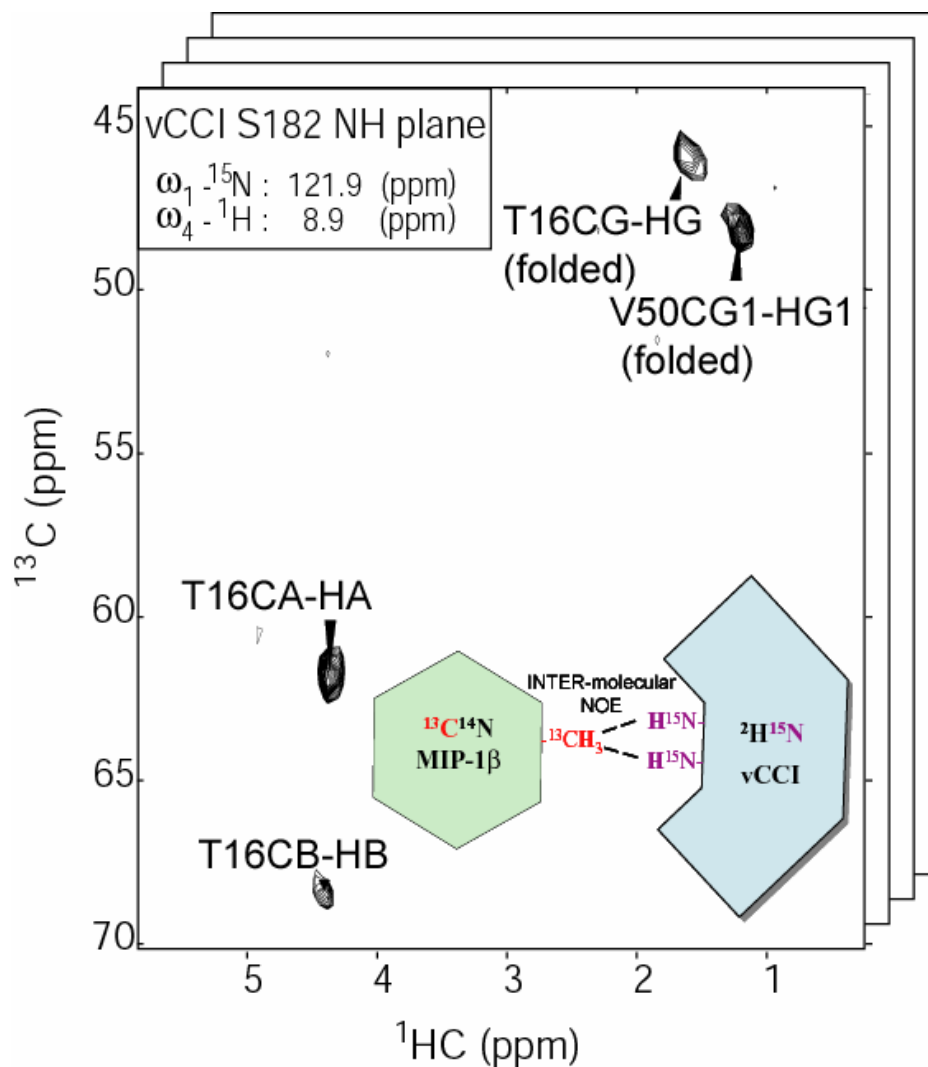 vCCI S182 NH plane
ω₁-¹⁵N : 121.9 (ppm)
ω₄-¹H : 8.9 (ppm)
T16CG-HG
(folded)
V50CG1-HG1
(folded)
T16CA-HA
T16CB-HB
INTER-molecular
NOE
¹³C¹⁴N
MIP-1β
¹³CH₃
H¹⁵N
H¹⁵N
²H¹⁵N
vCCI
45
50
55
60
65
70
¹³C (ppm)
5 4 3 2 1
¹HC (ppm)